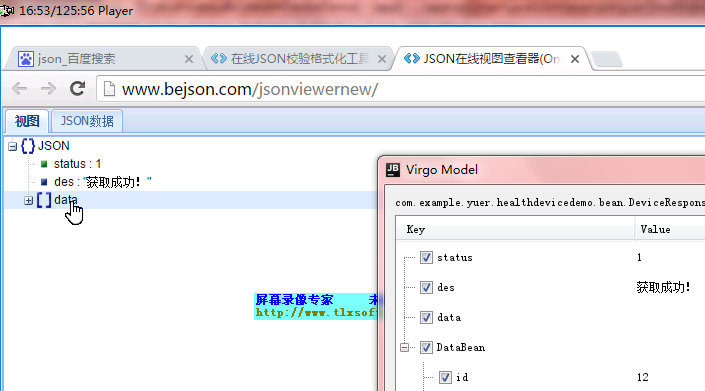 16:53/125:56 Player
json_百度搜索
在线JSON校验格式化工具
JSON在线视图查看器(On
www.bejson.com/jsonviewernew/
视图
JSON数据
JSON
status : 1
des : "获取成功！"
data
屏幕录像专家
http://www.tlxsof
JB
Virgo Model
com.example.yuer.healthdevicedemo.bean.DeviceRespons
Key
Value
status
1
des
获取成功！
data
DataBean
id
12